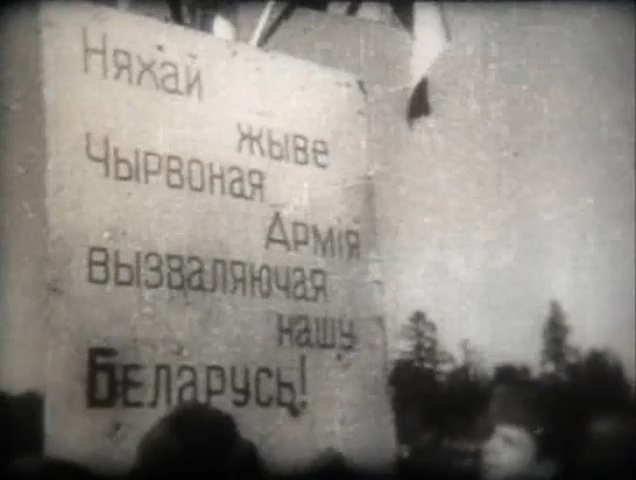 Няхай
жыве
Чырвоная
Армія
вызваляючая
нашу
Беларусь!